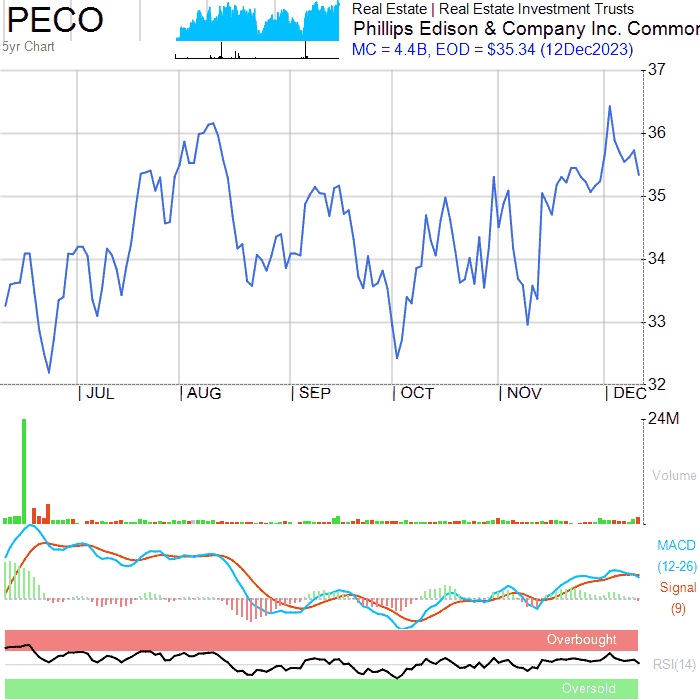 PECO
5yr Chart
Real Estate | Real Estate Investment Trusts
Phillips Edison & Company Inc. Common
MC = 4.4B, EOD = $35.34 (12Dec2023)
37
36
35
34
33
32
JUL
AUG
SEP
OCT
NOV
DEC
24M
Volume
MACD
(12-26)
Signal
(9)
Overbought
RSI(14)
Oversold